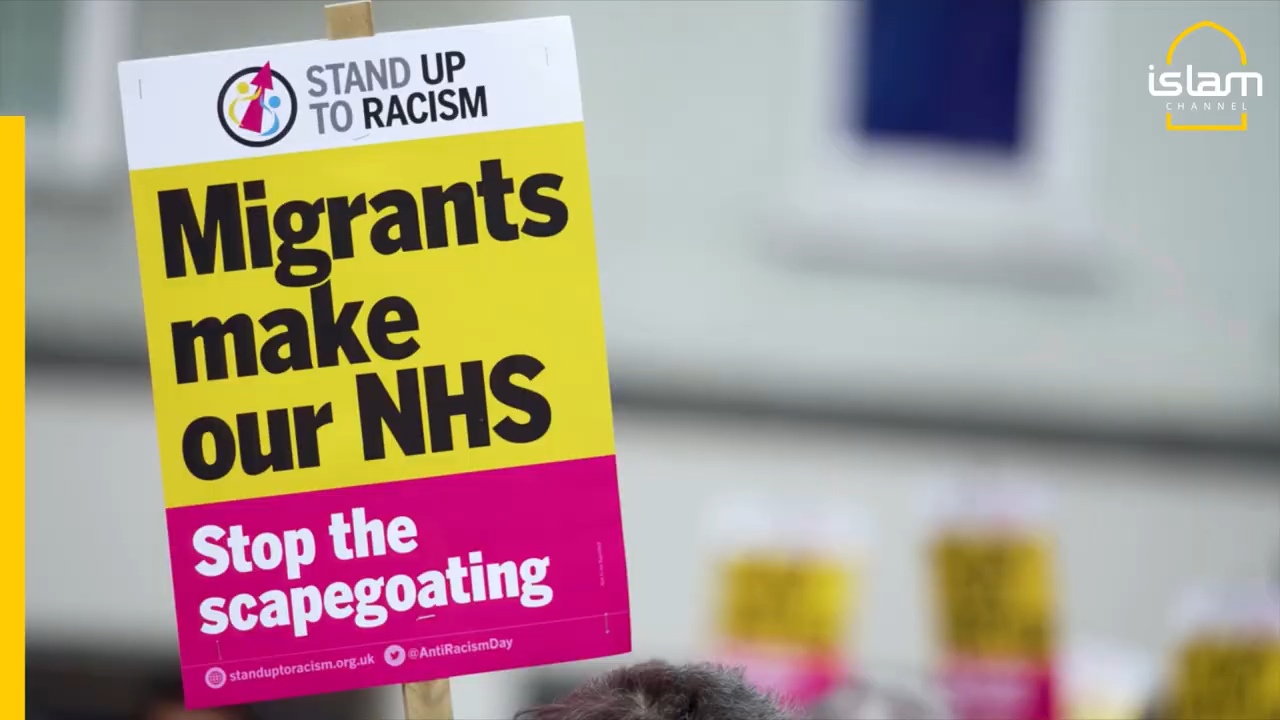 STAND UP
TO RACISM
Migrants
make
our NHS
Stop the
scapegoating
standuptoracism.org.uk @AntiRacismDay
islam
CHANNEL